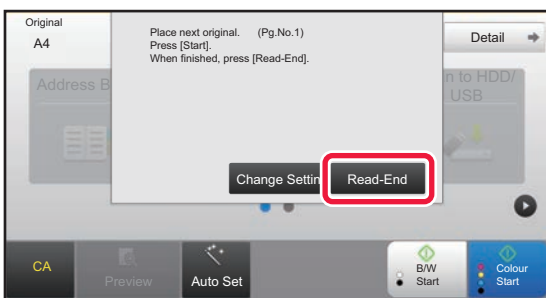 Original
A4
Place next original. (Pg.No.1)
Press [Start].
When finished, press [Read-End].
Detail
Address B
n to HDD/
USB
Change Settin
Read-End
CA
Preview
Auto Set
B/W
Start
Colour
Start